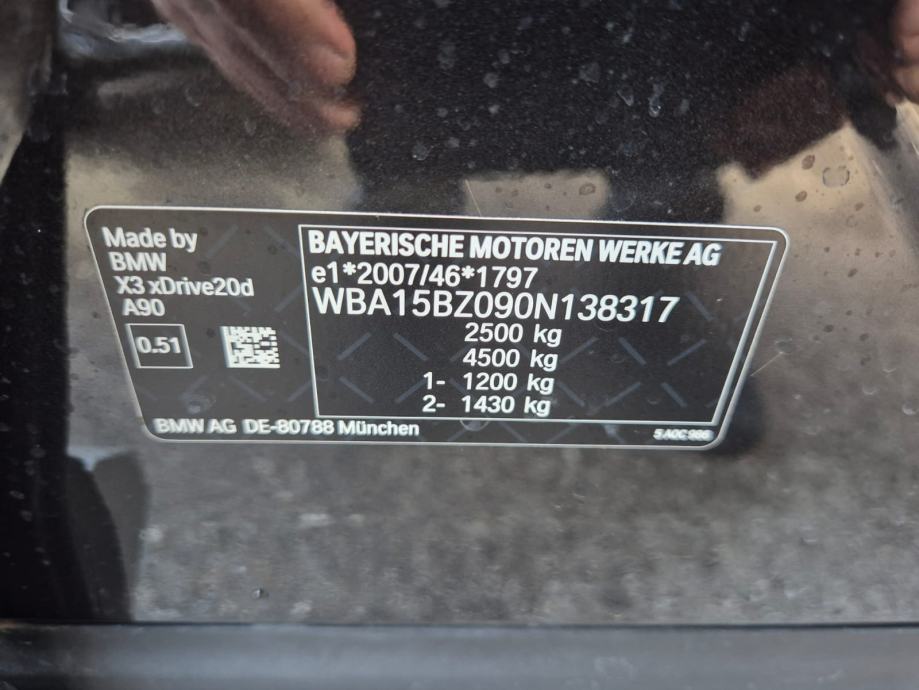 Made by
BMW
X3 xDrive20d
A90
0.51
BAYERISCHE MOTOREN WERKE AG
e1*2007/46*1797
WBA15BZ090N138317
2500 kg
4500 kg
1- 1200 kg
2- 1430 kg
BMW AG DE-80788 München